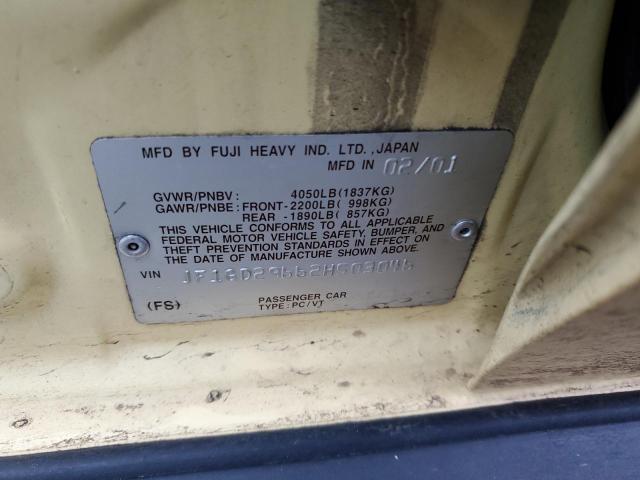 MFD BY FUJI HEAVY IND. LTD. ,JAPAN
MFD IN 02/01
GVWR/PNBV : 4050LB(1837KG)
GAWR/PNBE: FRONT-2200LB( 998KG)
REAR -1890LB( 857KG)
THIS VEHICLE CONFORMS TO ALL APPLICABLE
FEDERAL MOTOR VEHICLE SAFETY, BUMPER, AND
THEFT PREVENTION STANDARDS IN EFFECT ON
THE DATE OF MANUFACTURE SHOWN ABOVE.
VIN JF1GD29662H509046
(FS) PASSENGER CAR
TYPE:PC/VT